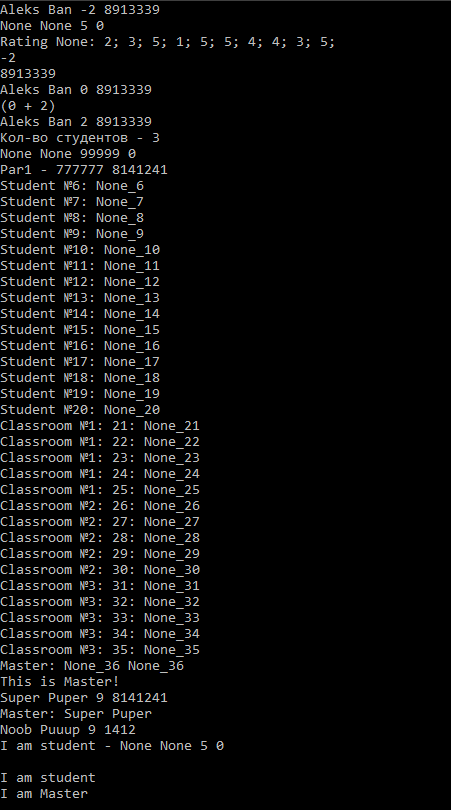 Aleks Ban -2 8913339
None None 5 0
Rating None: 2; 3; 5; 1; 5; 5; 4; 4; 3; 5;
-2
8913339
Aleks Ban 0 8913339
(0 + 2)
Aleks Ban 2 8913339
Кол-во студентов - 3
None None 99999 0
Par1 - 777777 8141241
Student №6: None_6
Student №7: None_7
Student №8: None_8
Student №9: None_9
Student №10: None_10
Student №11: None_11
Student №12: None_12
Student №13: None_13
Student №14: None_14
Student №15: None_15
Student №16: None_16
Student №17: None_17
Student №18: None_18
Student №19: None_19
Student №20: None_20
Classroom №1: 21: None_21
Classroom №1: 22: None_22
Classroom №1: 23: None_23
Classroom №1: 24: None_24
Classroom №1: 25: None_25
Classroom №2: 26: None_26
Classroom №2: 27: None_27
Classroom №2: 28: None_28
Classroom №2: 29: None_29
Classroom №2: 30: None_30
Classroom №3: 31: None_31
Classroom №3: 32: None_32
Classroom №3: 33: None_33
Classroom №3: 34: None_34
Classroom №3: 35: None_35
Master: None_36 None_36
This is Master!
Super Puper 9 8141241
Master: Super Puper
Noob Puuup 9 1412
I am student - None None 5 0
I am student
I am Master